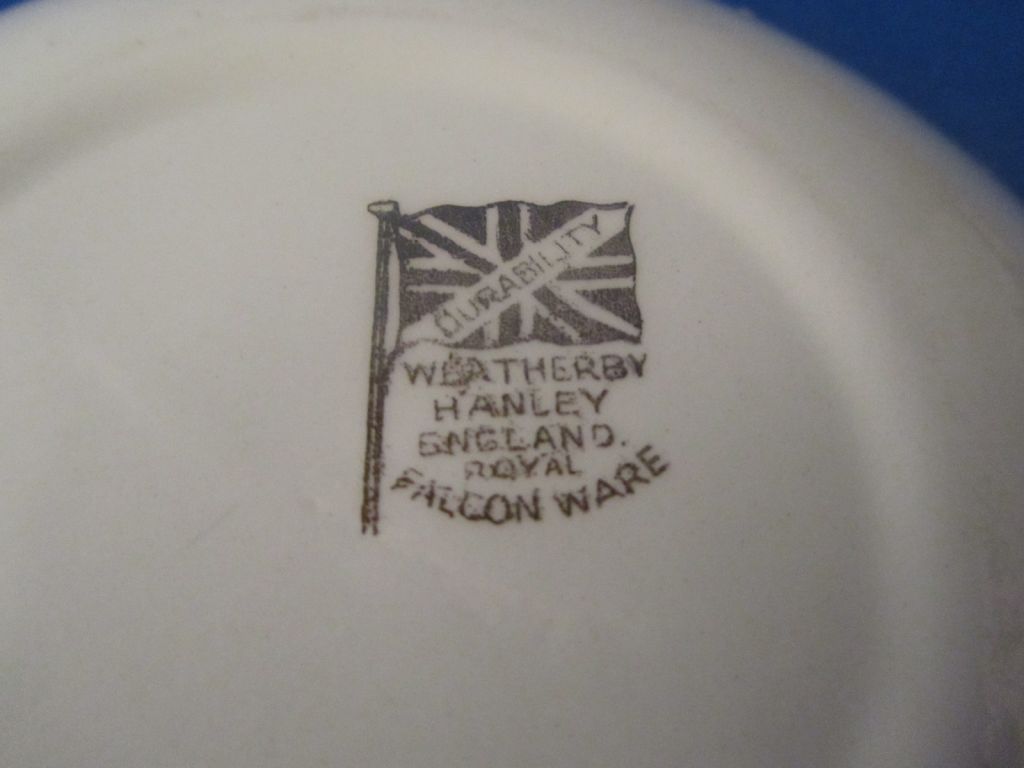 DURABILITY
WEATHERBY
HANLEY
ENGLAND.
ROYAL
FALCON WARE